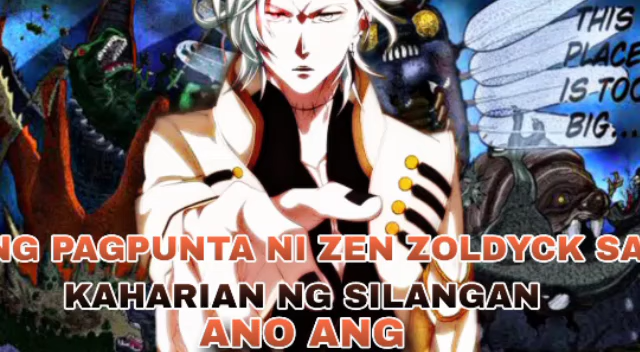 THIS
PLACE
IS TOO
BIG...
NG PAGPUNTA NI ZEN ZOLDYCK SA
KAHARIAN NG SILANGAN
ANO ANG